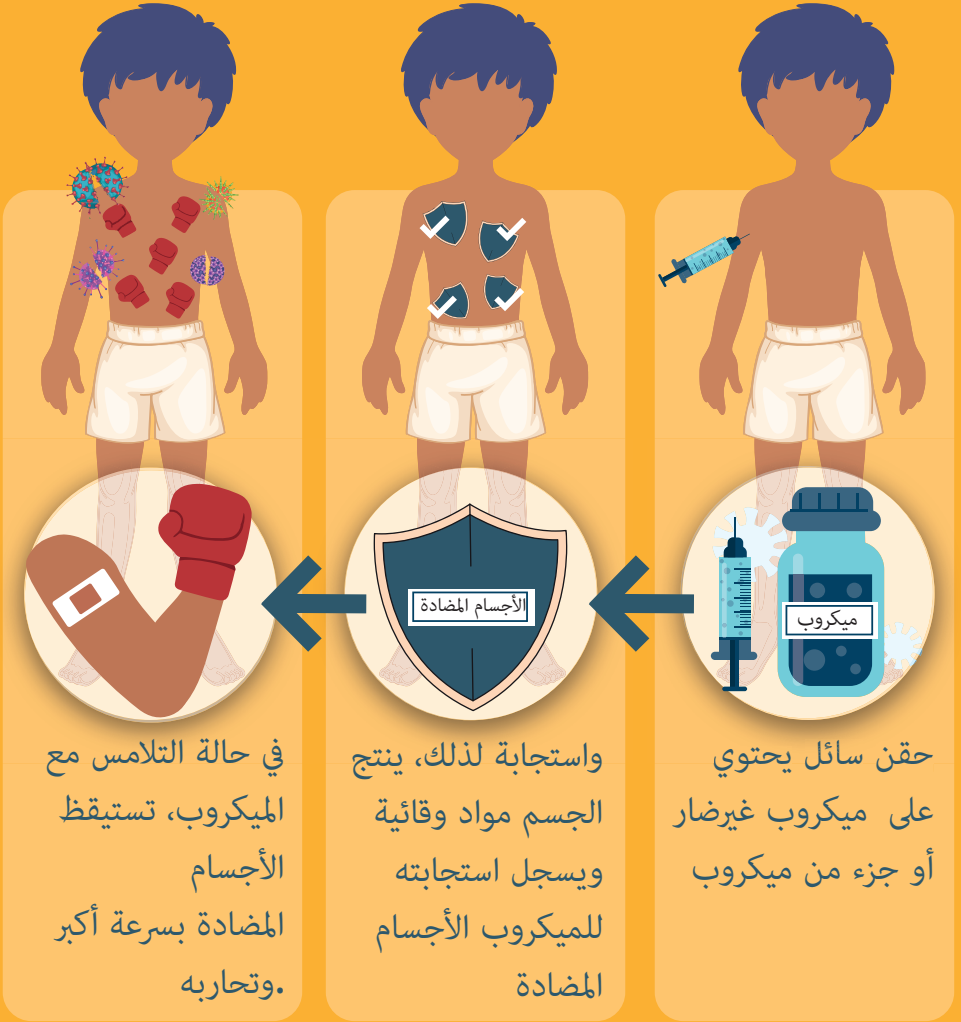 ميكروب
حقن سائل يحتوي
على ميكروب غيرضار
أو جزء من ميكروب
الأجسام المضادة
واستجابة لذلك، ينتج
الجسم مواد وقائية
ويسجل استجابته
للميكروب الأجسام
المضادة
في حالة التلامس مع
الميكروب، تستيقظ
الأجسام
المضادة بسرعة أكبر
.وتحاربه